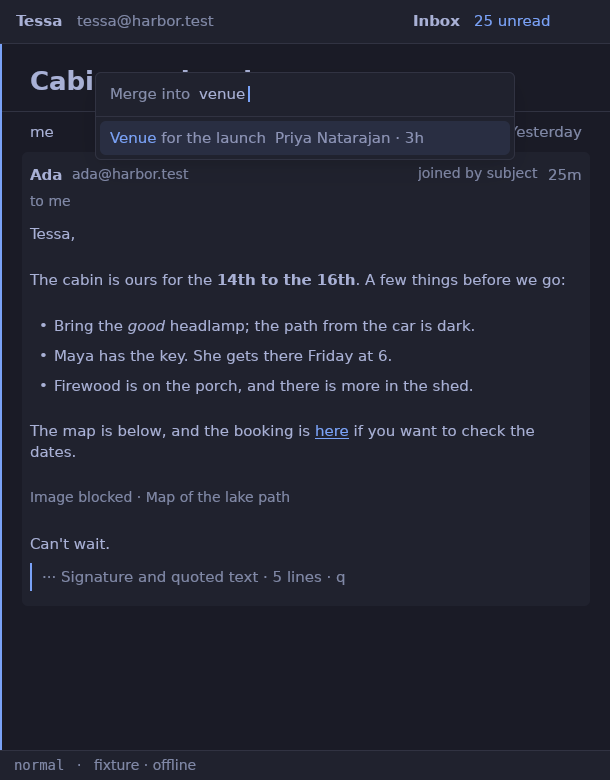 Tessa tessa@harbor.test Inbox 25 unread
Merge into venue
Venue for the launch Priya Natarajan · 3h
me
Ada ada@harbor.test joined by subject 25m
to me
Tessa,
The cabin is ours for the 14th to the 16th. A few things before we go:
• Bring the good headlamp; the path from the car is dark.
• Maya has the key. She gets there Friday at 6.
• Firewood is on the porch, and there is more in the shed.
The map is below, and the booking is here if you want to check the
dates.
Image blocked · Map of the lake path
Can't wait.
··· Signature and quoted text · 5 lines · q
normal · fixture · offline